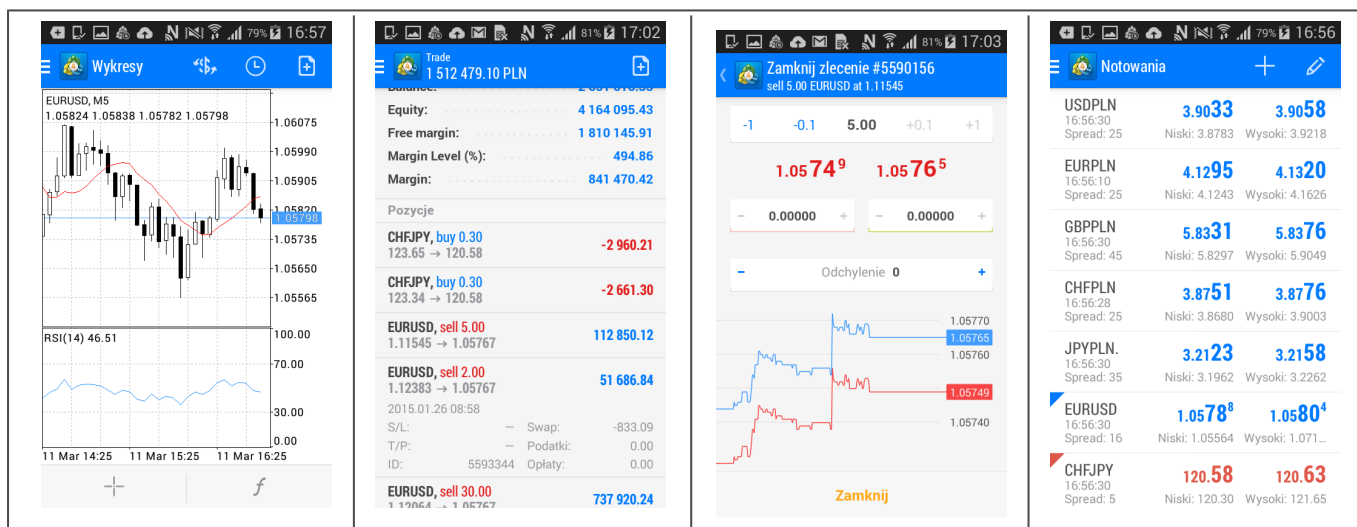 79% 16:57
Wykresy
EURUSD, M5
1.05824 1.05838 1.05782 1.05798
1.06075
1.05990
1.05905
1.05820
1.05798
1.05735
1.05650
1.05565
RSI(14) 46.51
100.00
70.00
30.00
0.00
11 Mar 14:25 11 Mar 15:25 11 Mar 16:25
f
81% 17:02
Trade
1 512 479.10 PLN
Equity: 4 164 095.43
Free margin: 1 810 145.91
Margin Level (%): 494.86
Margin: 841 470.42
Pozycje
CHFJPY, buy 0.30
123.65 → 120.58 -2 960.21
CHFJPY, buy 0.30
123.34 → 120.58 -2 661.30
EURUSD, sell 5.00
1.11545 → 1.05767 112 850.12
EURUSD, sell 2.00
1.12383 → 1.05767 51 686.84
2015.01.26 08:58
S/L: – Swap: -833.09
T/P: – Podatki: 0.00
ID: 5593344 Opłaty: 0.00
EURUSD, sell 30.00
1.12064 → 1.05767 737 920.24
81% 17:03
Zamknij zlecenie #5590156
sell 5.00 EURUSD at 1.11545
-1 -0.1 5.00 +0.1 +1
1.05749 1.05765
– 0.00000 + – 0.00000 +
– Odchylenie 0 +
1.05770
1.05765
1.05760
1.05749
1.05740
Zamknij
79% 16:56
Notowania
USDPLN 3.9033 3.9058
16:56:30
Spread: 25 Niski: 3.8783 Wysoki: 3.9218
EURPLN 4.1295 4.1320
16:56:10
Spread: 25 Niski: 4.1243 Wysoki: 4.1626
GBPPLN 5.8331 5.8376
16:56:30
Spread: 45 Niski: 5.8297 Wysoki: 5.9049
CHFPLN 3.8751 3.8776
16:56:28
Spread: 25 Niski: 3.8680 Wysoki: 3.9003
JPYPLN. 3.2123 3.2158
16:56:30
Spread: 35 Niski: 3.1962 Wysoki: 3.2262
EURUSD 1.05788 1.05804
16:56:30
Spread: 16 Niski: 1.05564 Wysoki: 1.071...
CHFJPY 120.58 120.63
16:56:30
Spread: 5 Niski: 120.30 Wysoki: 121.65